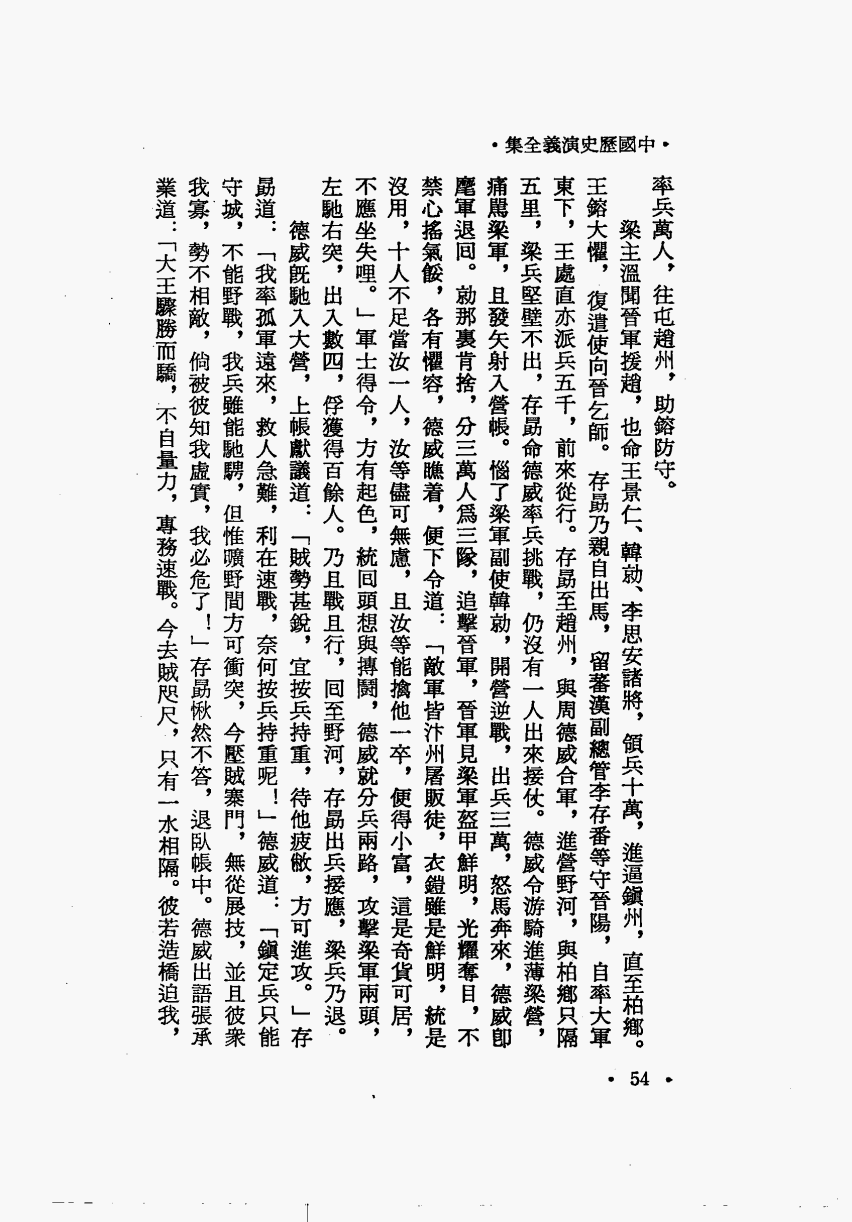 •中國歷史演義全集•
率兵萬人，往屯趙州，助鎔防守。
梁主溫聞晉軍援趙，也命王景仁、韓勍、李思安諸將，領兵十萬，進逼鎭州，直至柏鄉。
王鎔大懼，復遣使向晉乞師。存勗乃親自出馬，留蕃漢副總管李存番等守晉陽，自率大軍
東下，王處直亦派兵五千，前來從行。存勗至趙州，與周德威合軍，進營野河，與柏鄉只隔
五里，梁兵堅壁不出，存勗命德威率兵挑戰，仍沒有一人出來接仗。德威令游騎進薄梁營，
痛罵梁軍，且發矢射入營帳。惱了梁軍副使韓勍，開營逆戰，出兵三萬，怒馬奔來，德威卽
麾軍退回。勍那裏肯捨，分三萬人爲三隊，追擊晉軍，晉軍見梁軍盔甲鮮明，光耀奪目，不
禁心搖氣餒，各有懼容，德威瞧着，便下令道：「敵軍皆汴州屠販徒，衣鎧雖是鮮明，統是
沒用，十人不足當汝一人，汝等儘可無慮，且汝等能擒他一卒，便得小富，這是奇貨可居，
不應坐失哩。」軍士得令，方有起色，統回頭想與搏鬪，德威就分兵兩路，攻擊梁軍兩頭，
左馳右突，出入數四，俘獲得百餘人。乃且戰且行，回至野河，存勗出兵接應，梁兵乃退。
德威旣馳入大營，上帳獻議道：「賊勢甚銳，宜按兵持重，待他疲敝，方可進攻。」存
勗道：「我率孤軍遠來，救人急難，利在速戰，奈何按兵持重呢！」德威道：「鎭定兵只能
守城，不能野戰，我兵雖能馳騁，但惟曠野間方可衝突，今壓賊寨門，無從展技，並且彼衆
我寡，勢不相敵，倘被彼知我虛實，我必危了！」存勗愀然不答，退臥帳中。德威出語張承
業道：「大王驟勝而驕，不自量力，專務速戰。今去賊咫尺，只有一水相隔。彼若造橋迫我，
•54•